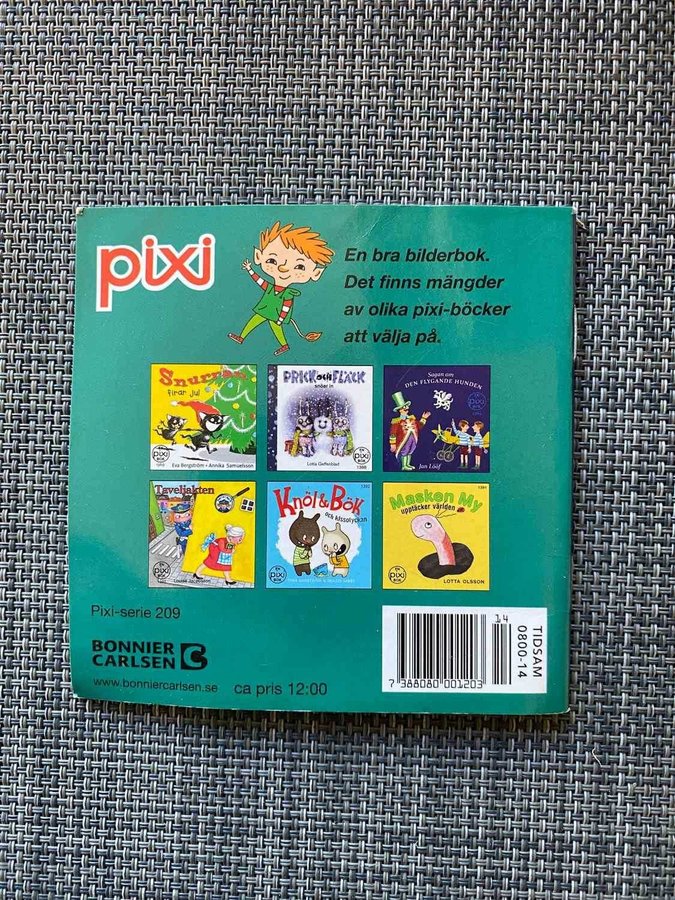 pixi
En bra bilderbok.
Det finns mängder
av olika pixi-böcker
att välja på.
firar jul
Eva Bergström • Annika Samuelsson
PRICK och FLÄCK
snöar in
Lotta Geffenblad
Sagan om
DEN FLYGANDE HUNDEN
Jan Lööf
Taveljakten
Knöl & Bök
1392
Masken My
1391
upptäcker världen
LOTTA OLSSON
Pixi-serie 209
BONNIER
CARLSEN
www.bonniercarlsen.se
ca pris 12:00
7 388080 001203
14
TIDSAM
0800-14